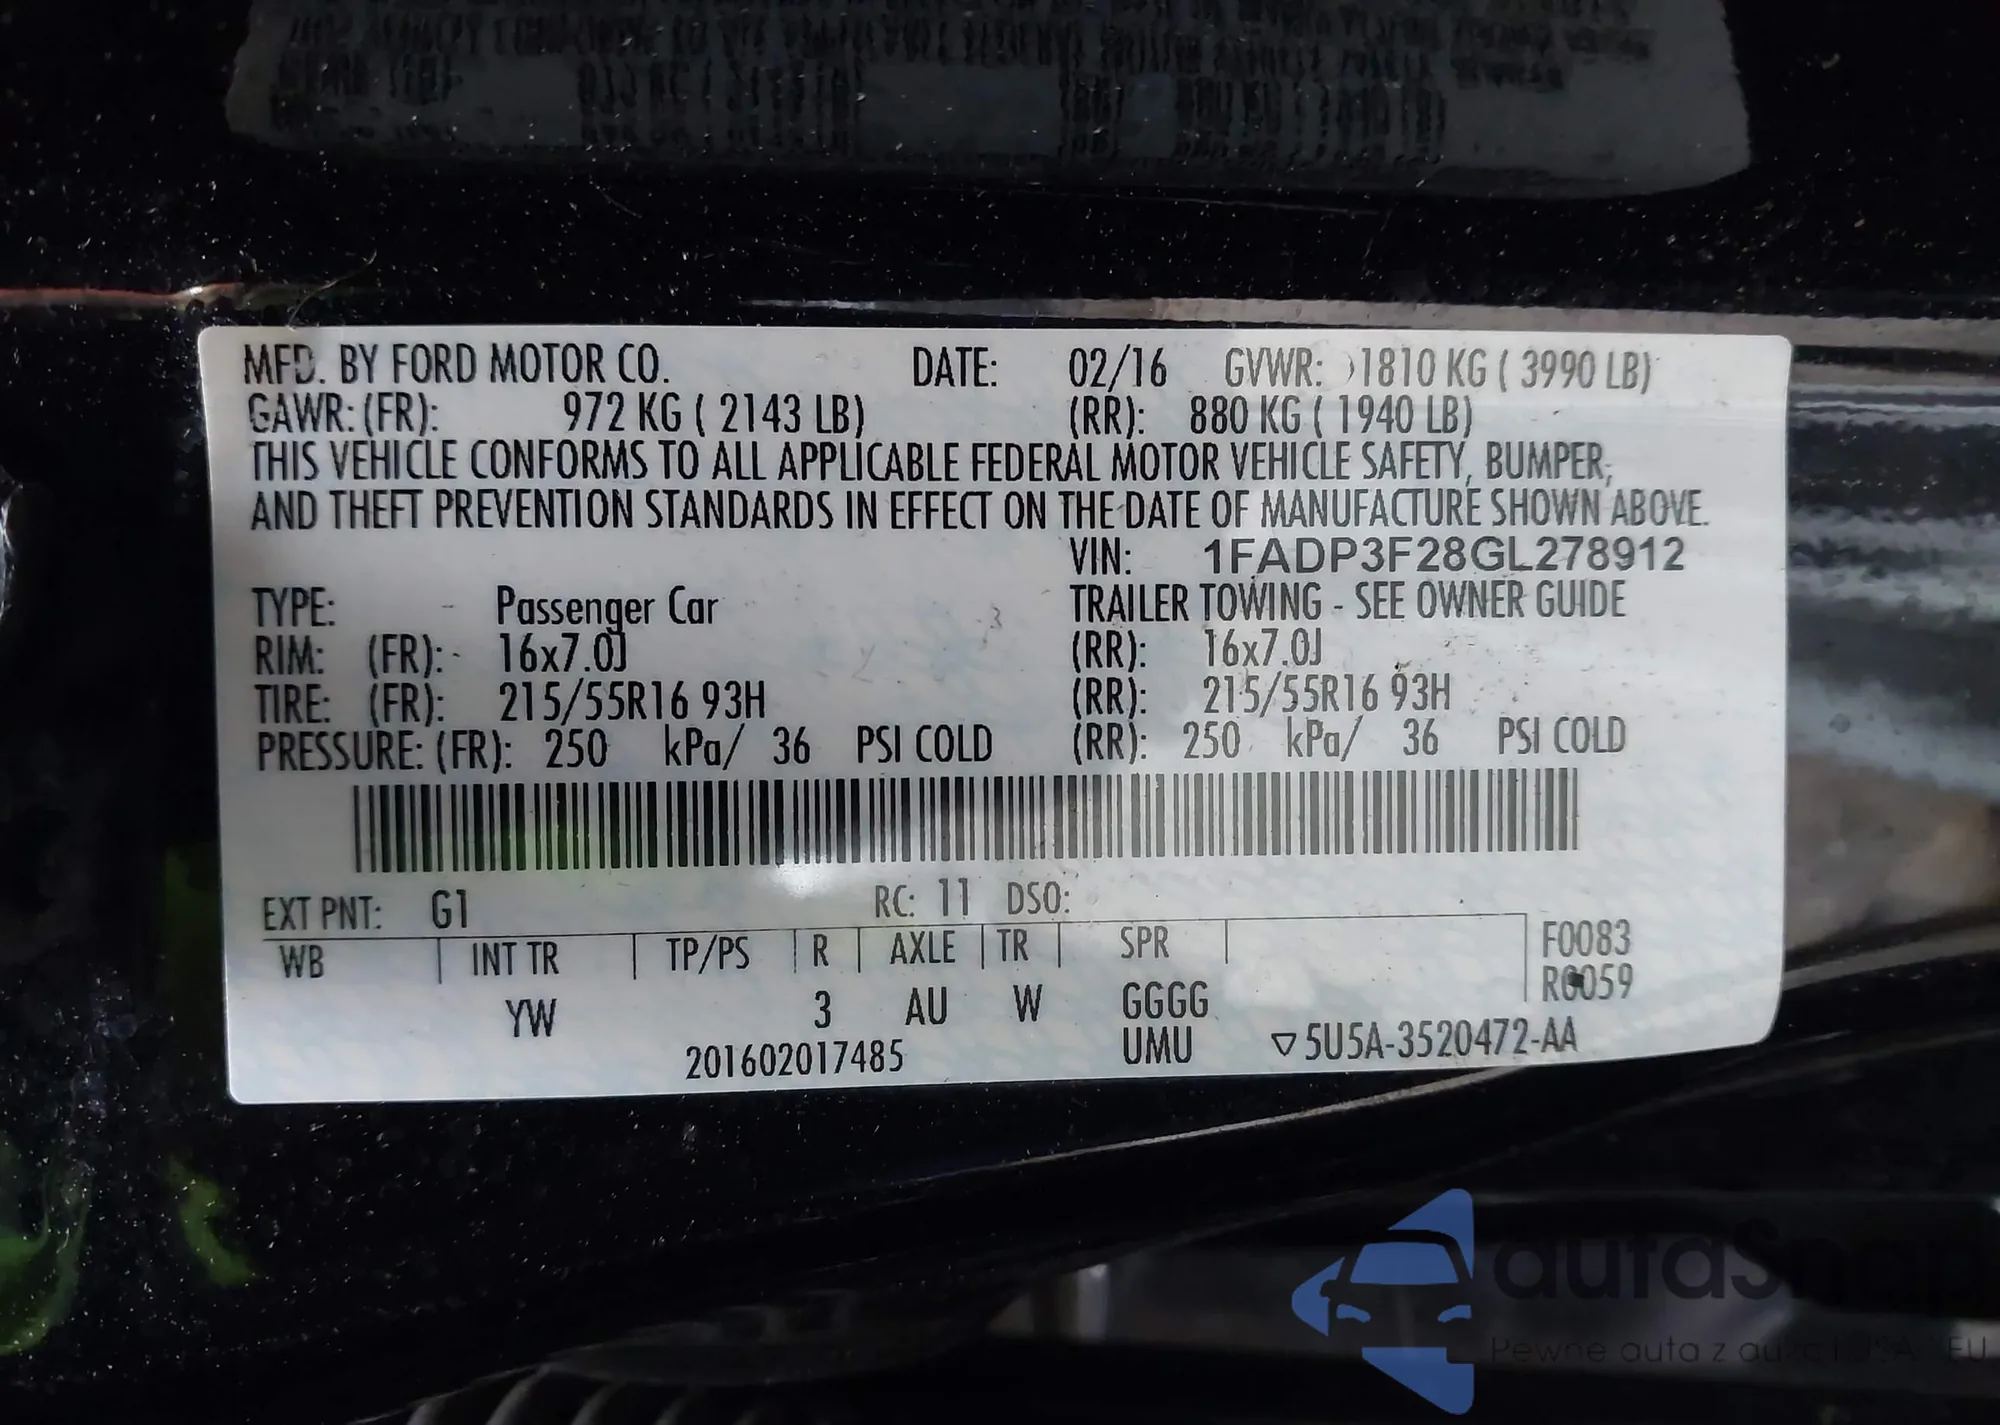 MFD. BY FORD MOTOR CO. DATE: 02/16 GVWR: 1810 KG ( 3990 LB)
GAWR: (FR): 972 KG ( 2143 LB) (RR): 880 KG ( 1940 LB)
THIS VEHICLE CONFORMS TO ALL APPLICABLE FEDERAL MOTOR VEHICLE SAFETY, BUMPER,
AND THEFT PREVENTION STANDARDS IN EFFECT ON THE DATE OF MANUFACTURE SHOWN ABOVE.
VIN: 1FADP3F28GL278912
TYPE: Passenger Car TRAILER TOWING - SEE OWNER GUIDE
RIM: (FR): 16x7.0J (RR): 16x7.0J
TIRE: (FR): 215/55R16 93H (RR): 215/55R16 93H
PRESSURE: (FR): 250 kPa/ 36 PSI COLD (RR): 250 kPa/ 36 PSI COLD
EXT PNT: G1 RC: 11 DSO:
WB INT TR TP/PS R AXLE TR SPR F0083
R0059
YW 3 AU W GGGG
201602017485 UMU ▽5U5A-3520472-AA
autaSnap
Pewne auta z